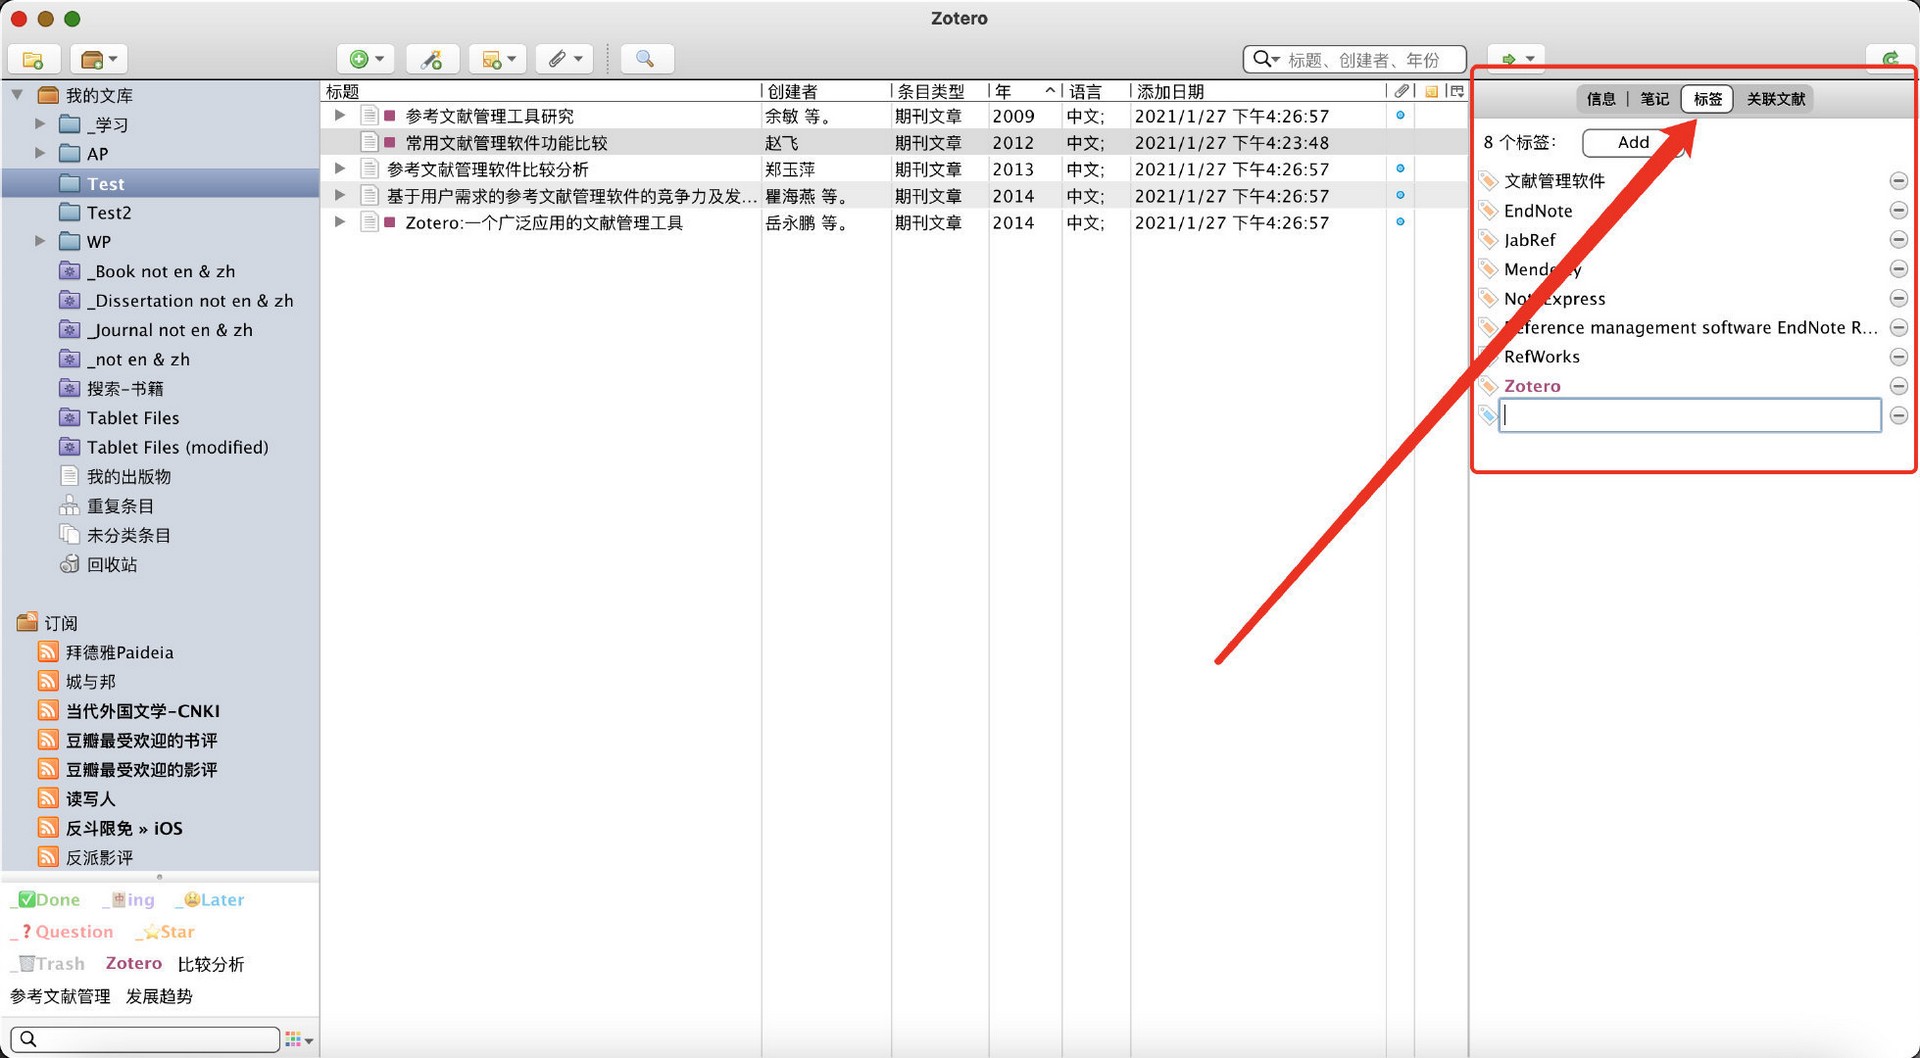 Zotero
标题、创建者、年份
我的文库
_学习
AP
Test
Test2
WP
_Book not en & zh
_Dissertation not en & zh
_Journal not en & zh
_not en & zh
搜索-书籍
Tablet Files
Tablet Files (modified)
我的出版物
重复条目
未分类条目
回收站
订阅
拜德雅Paideia
城与邦
当代外国文学-CNKI
豆瓣最受欢迎的书评
豆瓣最受欢迎的影评
读写人
反斗限免 » iOS
反派影评
_✅Done _🀄ing _😫Later
_❓Question _⭐Star
_🗑Trash Zotero 比较分析
参考文献管理 发展趋势
标题 创建者 条目类型 年 语言 添加日期
参考文献管理工具研究 余敏 等。 期刊文章 2009 中文; 2021/1/27 下午4:26:57
常用文献管理软件功能比较 赵飞 期刊文章 2012 中文; 2021/1/27 下午4:23:48
参考文献管理软件比较分析 郑玉萍 期刊文章 2013 中文; 2021/1/27 下午4:26:57
基于用户需求的参考文献管理软件的竞争力及发... 瞿海燕 等。 期刊文章 2014 中文; 2021/1/27 下午4:26:57
Zotero:一个广泛应用的文献管理工具 岳永鹏 等。 期刊文章 2014 中文; 2021/1/27 下午4:26:57
信息 笔记 标签 关联文献
8 个标签: Add
文献管理软件
EndNote
JabRef
Mendeley
NoteExpress
Reference management software EndNote R...
RefWorks
Zotero